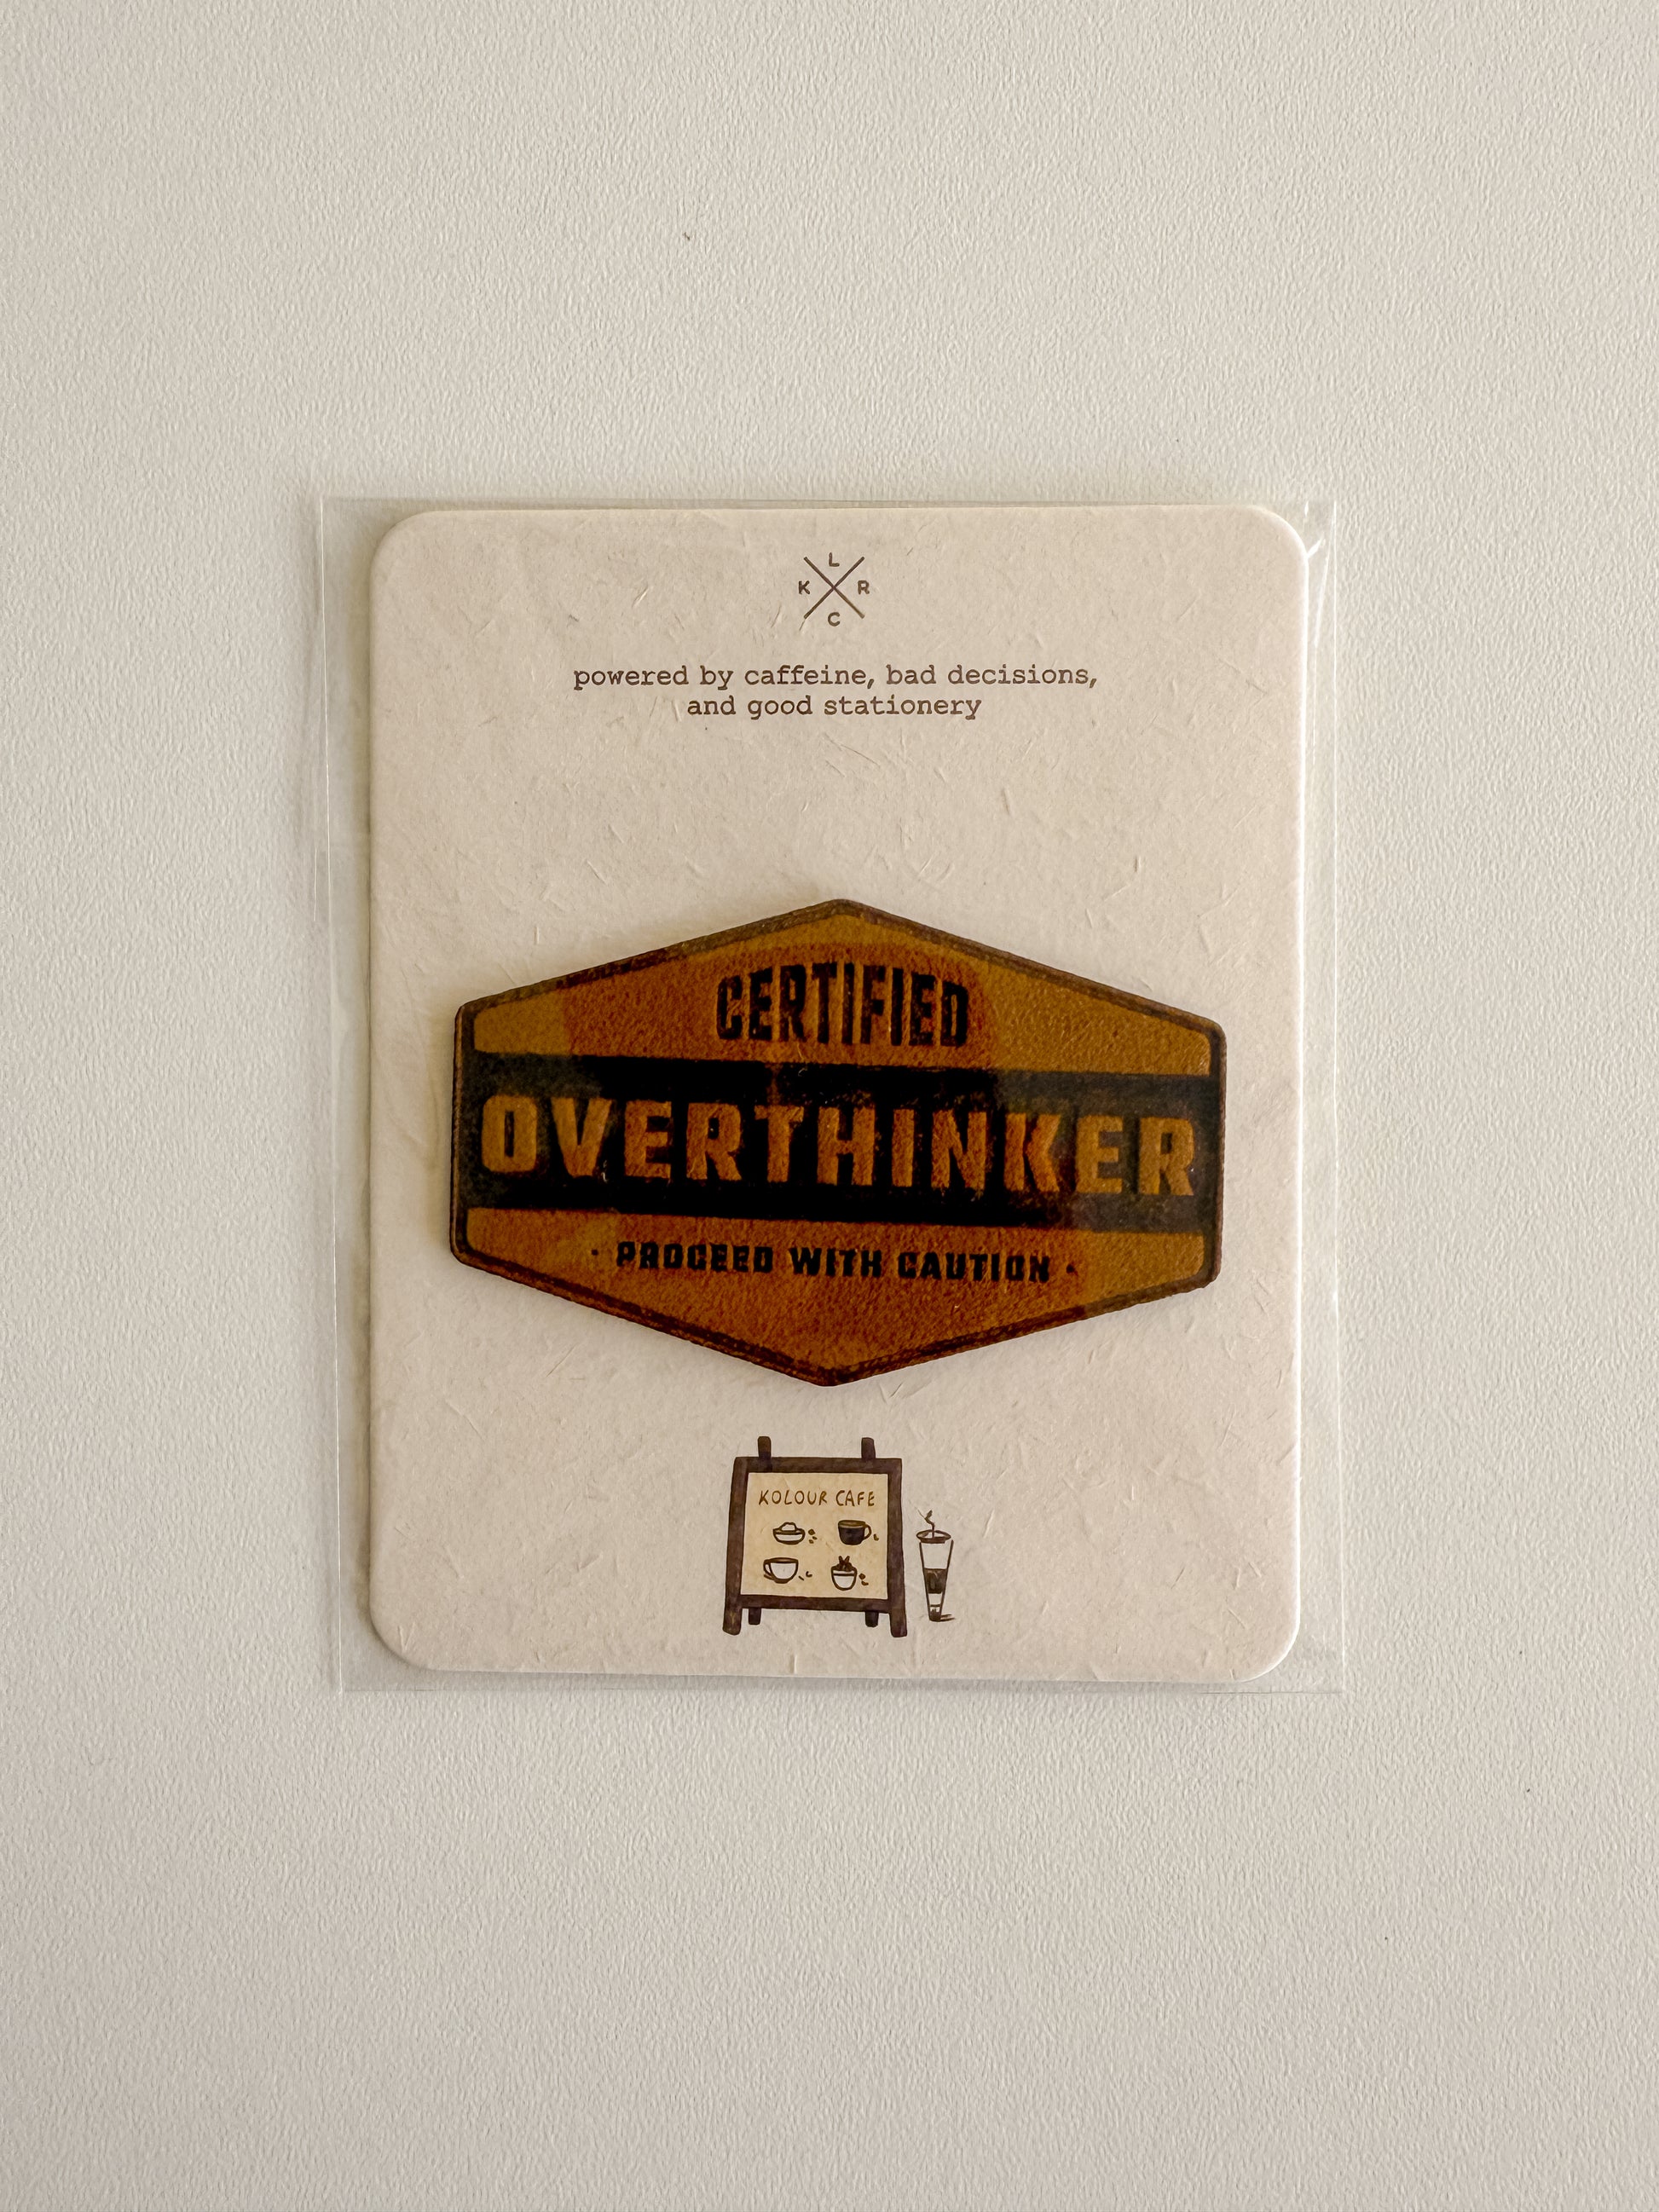 L
K R
C
powered by caffeine, bad decisions,
and good stationery
CERTIFIED
OVERTHINKER
· PROCEED WITH CAUTION ·
KOLOUR CAFE